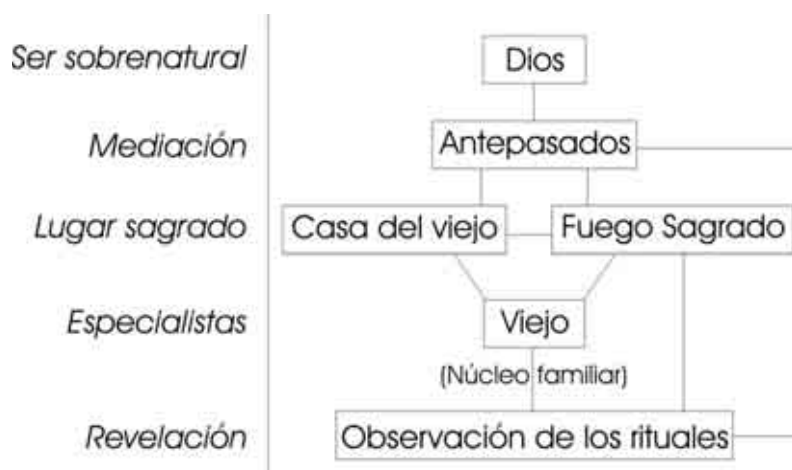 Ser sobrenatural
Dios
Mediación
Antepasados
Lugar sagrado
Casa del viejo
Fuego Sagrado
Especialistas
Viejo
(Núcleo familiar)
Revelación
Observación de los rituales